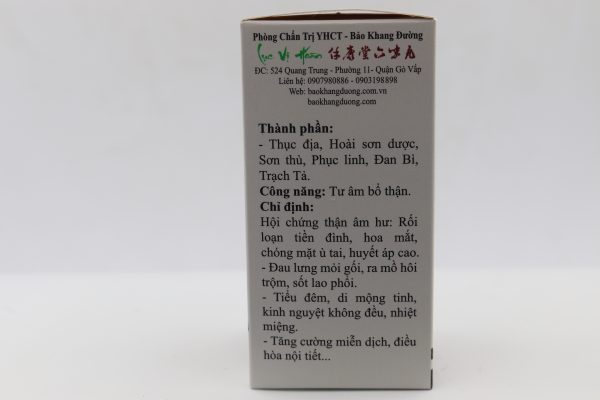 Phòng Chẩn Trị YHCT - Bảo Khang Đường
Lục Vị Hoàn
ĐC: 524 Quang Trung - Phường 11- Quận Gò Vấp
Liên hệ: 0907980886 - 0903198898
Web: baokhangduong.com.vn
baokhangduong.com
Thành phần:
- Thục địa, Hoài sơn dược,
Sơn thù, Phục linh, Đan Bì,
Trạch Tả.
Công năng: Tư âm bổ thận.
Chỉ định:
Hội chứng thận âm hư: Rối
loạn tiền đình, hoa mắt,
chóng mặt ù tai, huyết áp cao.
- Đau lưng mỏi gối, ra mồ hôi
trộm, sốt lao phổi.
- Tiểu đêm, di mộng tinh,
kinh nguyệt không đều, nhiệt
miệng.
- Tăng cường miễn dịch, điều
hòa nội tiết...